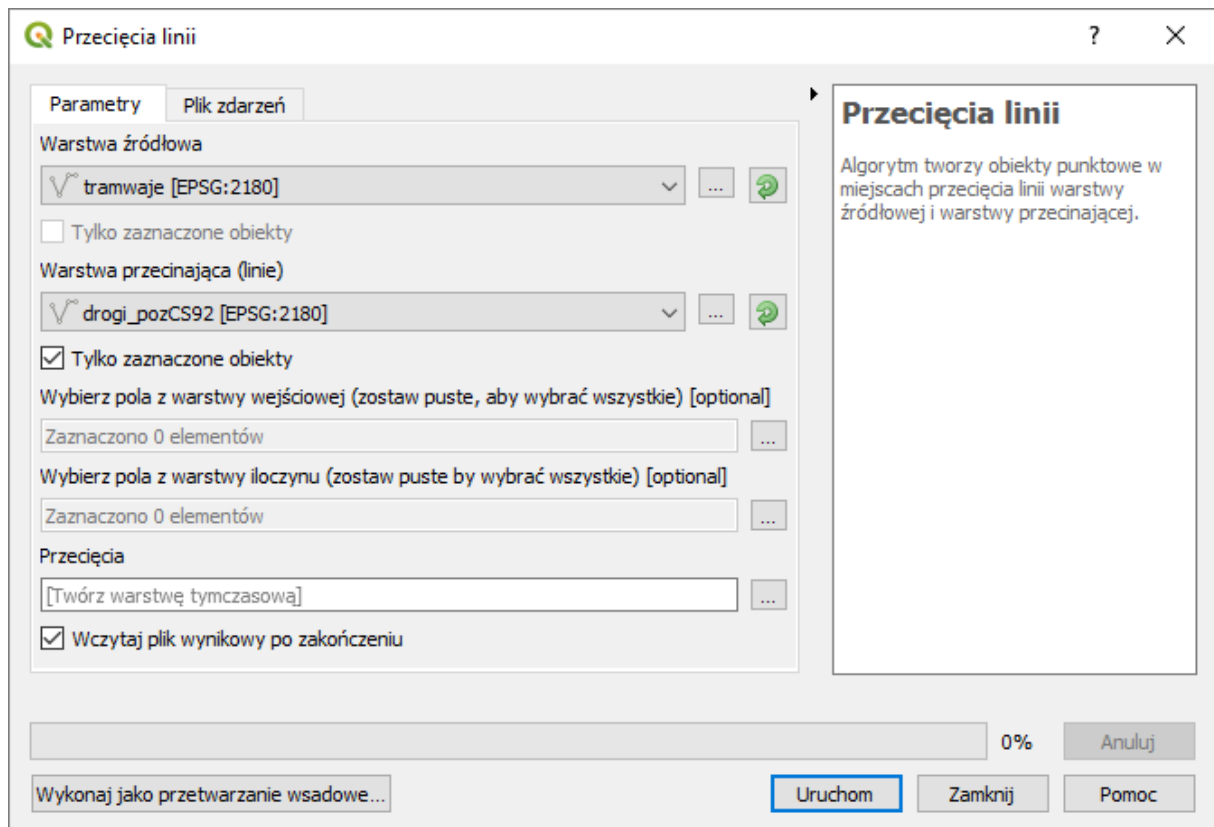 Przecięcia linii
?
Parametry
Plik zdarzeń
Warstwa źródłowa
tramwaje [EPSG:2180]
...
Tylko zaznaczone obiekty
Warstwa przecinająca (linie)
drogi_pozCS92 [EPSG:2180]
...
Tylko zaznaczone obiekty
Wybierz pola z warstwy wejściowej (zostaw puste, aby wybrać wszystkie) [optional]
Zaznaczono 0 elementów
...
Wybierz pola z warstwy iloczynu (zostaw puste by wybrać wszystkie) [optional]
Zaznaczono 0 elementów
...
Przecięcia
[Twórz warstwę tymczasową]
...
Wczytaj plik wynikowy po zakończeniu
Przecięcia linii
Algorytm tworzy obiekty punktowe w
miejscach przecięcia linii warstwy
źródłowej i warstwy przecinającej.
0%
Anuluj
Wykonaj jako przetwarzanie wsadowe...
Uruchom
Zamknij
Pomoc